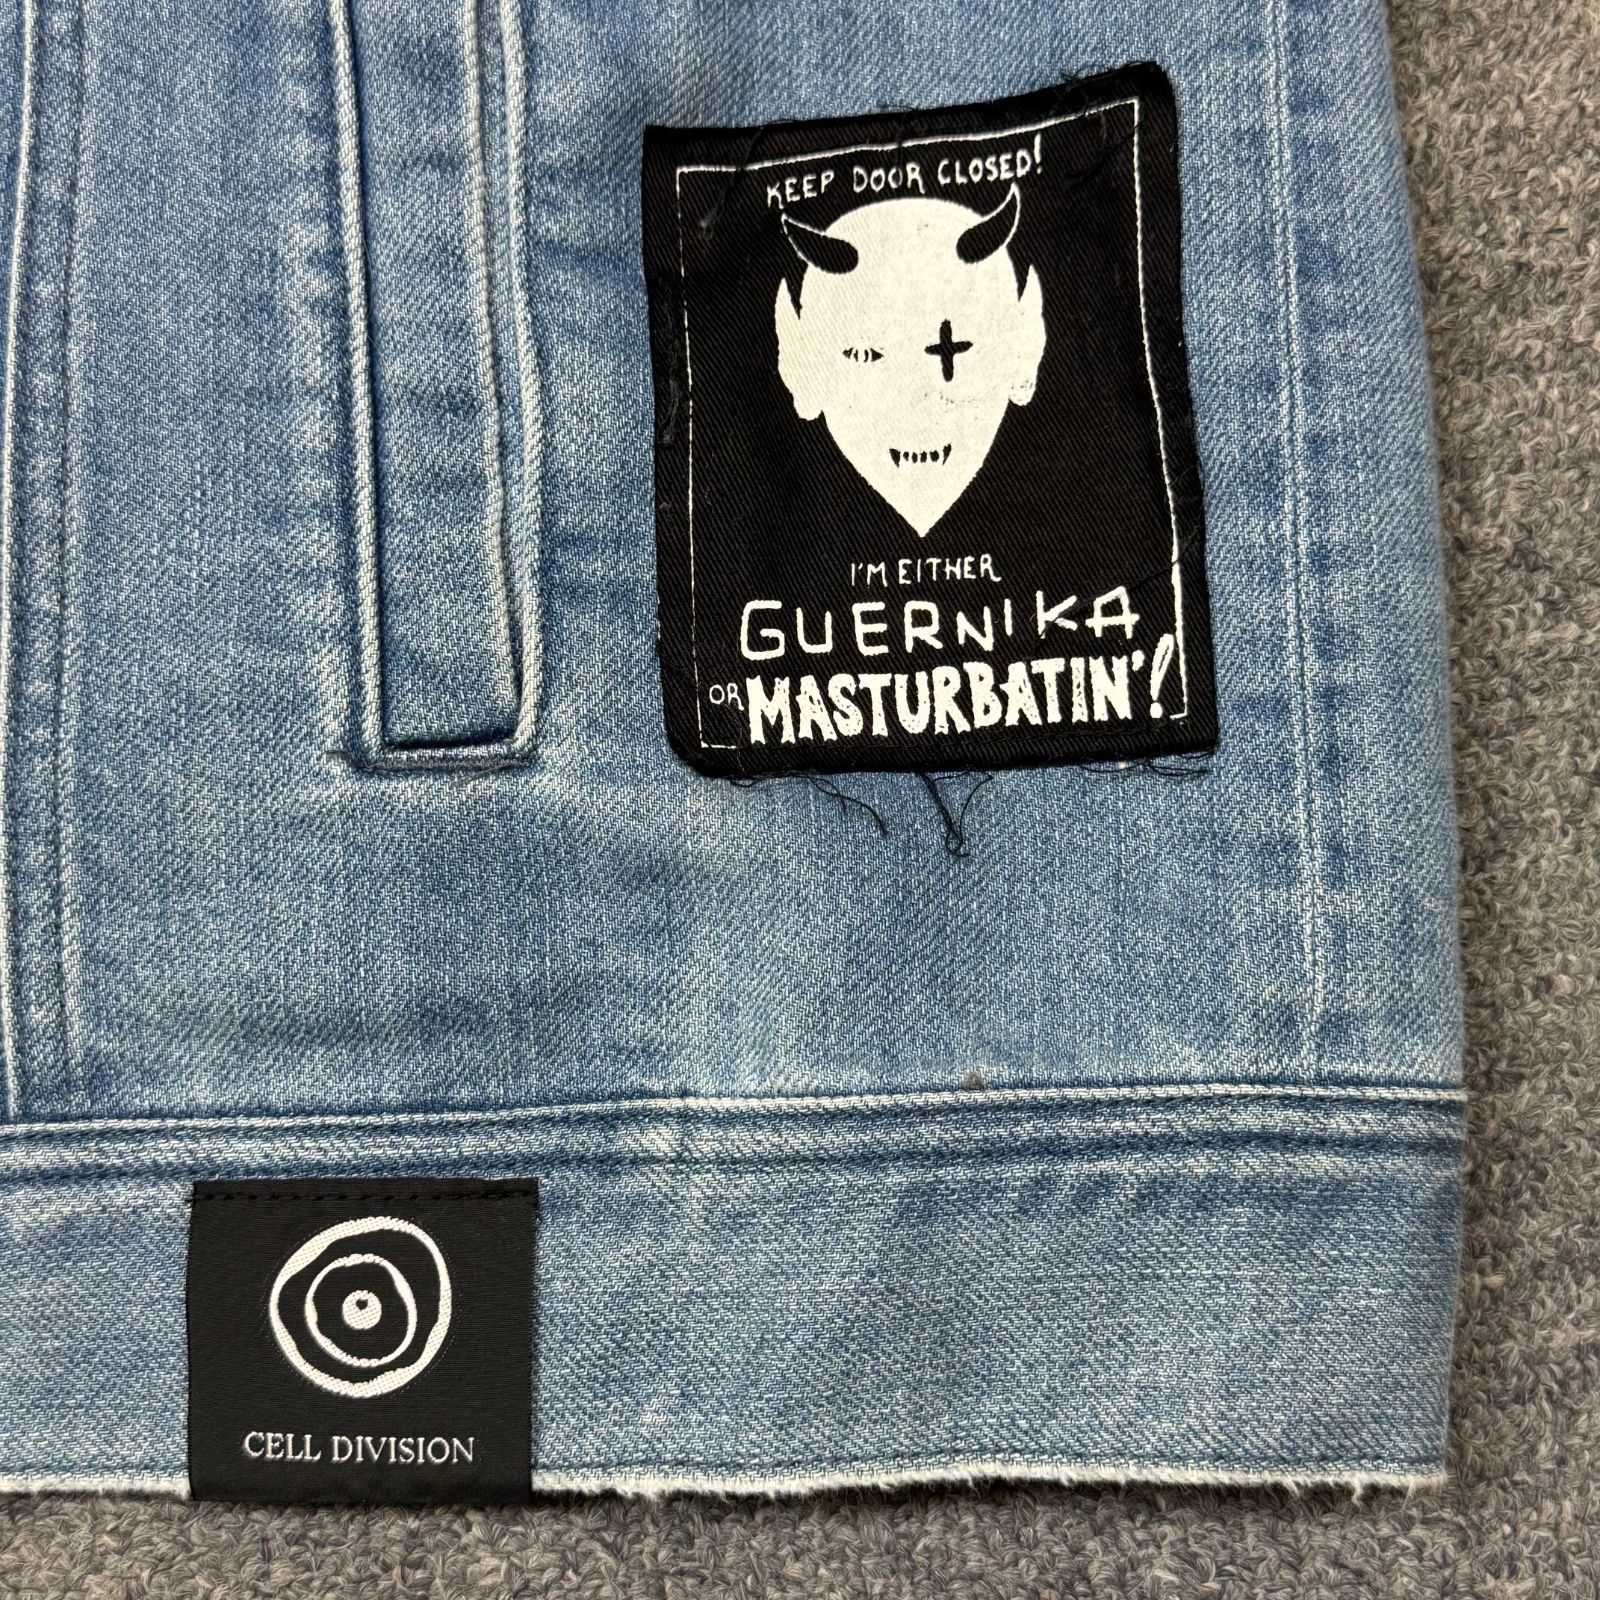 KEEP DOOR CLOSED!
I'M EITHER
GUERNIKA
OR MASTURBATIN'!
CELL DIVISION